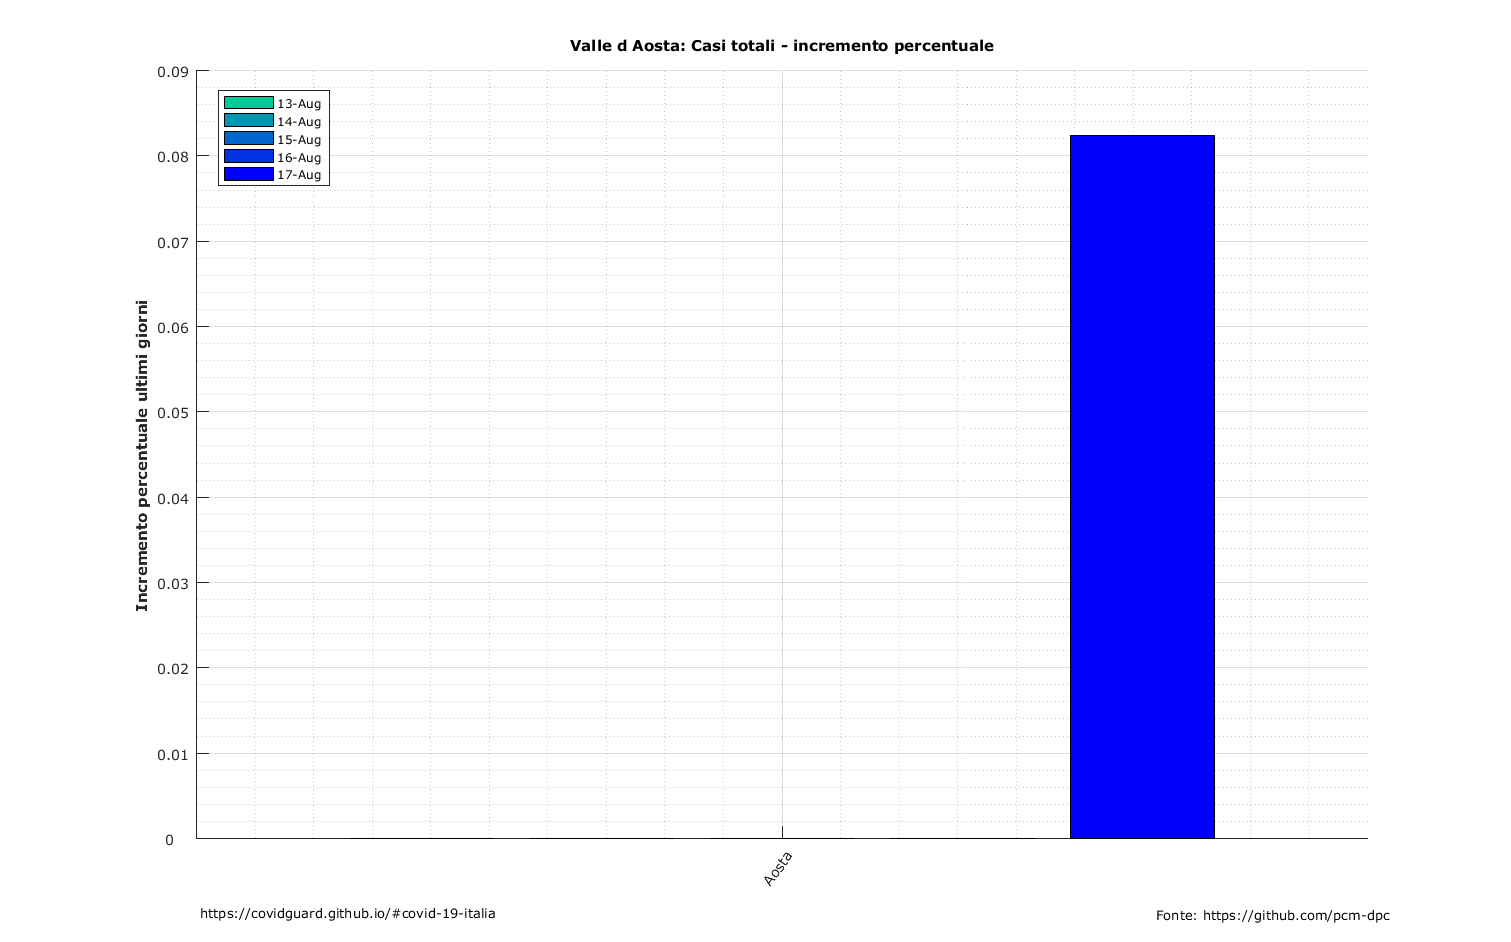 Valle d Aosta: Casi totali - incremento percentuale
0.09
0.08
0.07
0.06
0.05
0.04
0.03
0.02
0.01
0
Incremento percentuale ultimi giorni
13-Aug
14-Aug
15-Aug
16-Aug
17-Aug
Aosta
https://covidguard.github.io/#covid-19-italia
Fonte: https://github.com/pcm-dpc